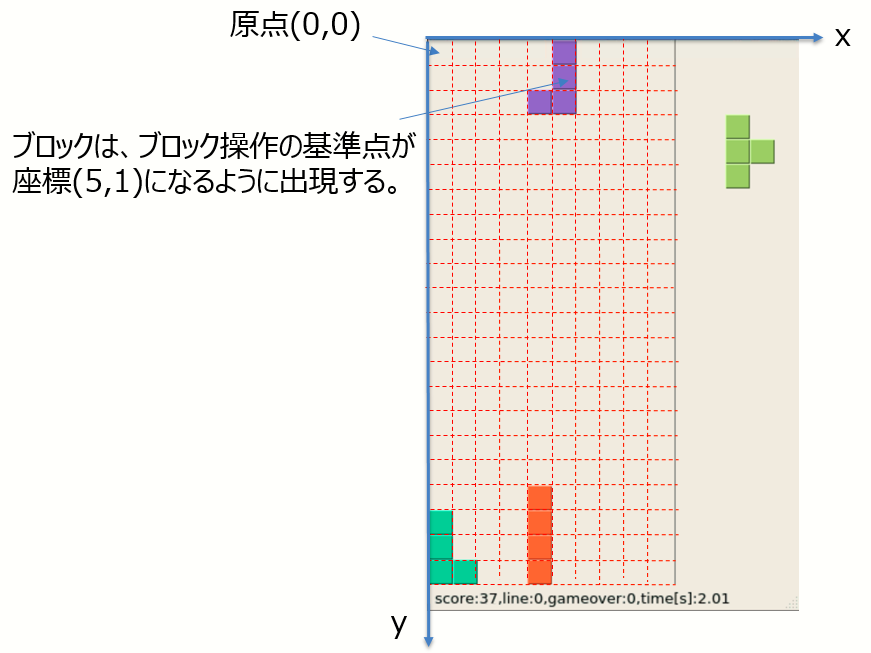 原点(0,0)
x
ブロックは、ブロック操作の基準点が
座標(5,1)になるように出現する。
score:37,line:0,gameover:0,time[s]:2.01
y